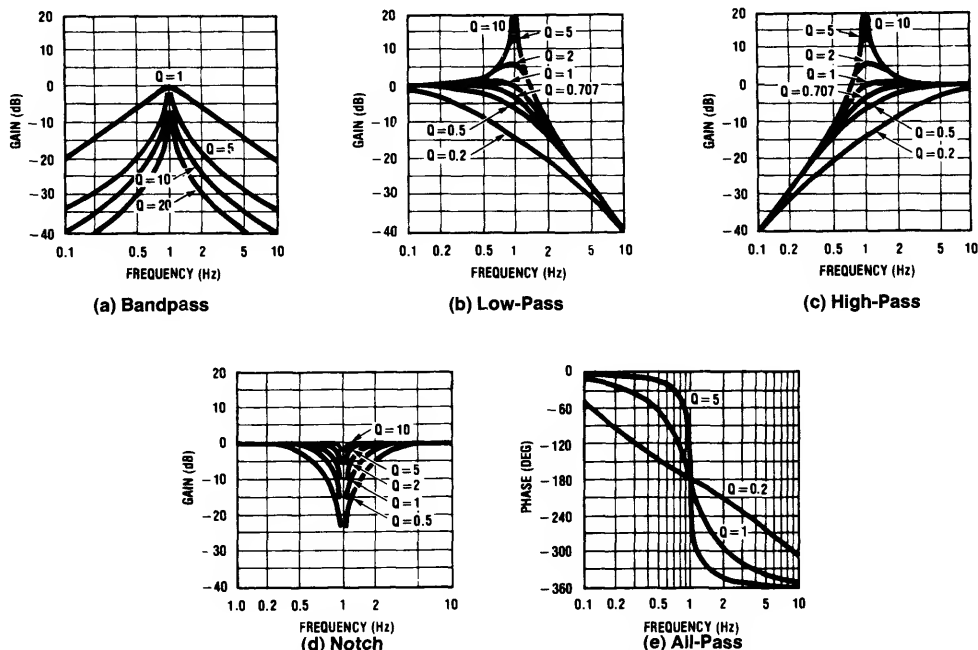 20
10
0
−10
−20
−30
−40
GAIN (dB)
Q = 1
Q = 5
Q = 10
Q = 20
0.1 0.2 0.5 1 2 5 10
FREQUENCY (Hz)
(a) Bandpass
20
10
0
−10
−20
−30
−40
GAIN (dB)
Q = 10
Q = 5
Q = 2
Q = 1
Q = 0.707
Q = 0.5
Q = 0.2
0.1 0.2 0.5 1 2 5 10
FREQUENCY (Hz)
(b) Low-Pass
20
10
0
−10
−20
−30
−40
GAIN (dB)
Q = 10
Q = 5
Q = 2
Q = 1
Q = 0.707
Q = 0.5
Q = 0.2
0.1 0.2 0.5 1 2 5 10
FREQUENCY (Hz)
(c) High-Pass
20
10
0
−10
−20
−30
−40
GAIN (dB)
Q = 10
Q = 5
Q = 2
Q = 1
Q = 0.5
1.0 0.2 0.5 1 2 10
FREQUENCY (Hz)
(d) Notch
0
−60
−120
−180
−240
−300
−360
PHASE (DEG)
Q = 5
Q = 0.2
Q = 1
0.1 0.2 0.5 1 2 5 10
FREQUENCY (Hz)
(e) All-Pass